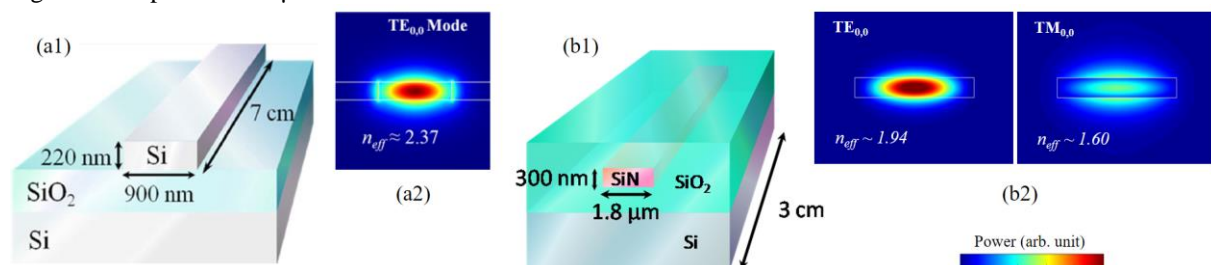 (a1)
7 cm
220 nm
Si
900 nm
SiO2
Si
TE0,0 Mode
neff ≈ 2.37
(a2)
(b1)
300 nm
SiN
SiO2
1.8 μm
Si
3 cm
TE0,0
neff ~ 1.94
TM0,0
neff ~ 1.60
(b2)
Power (arb. unit)